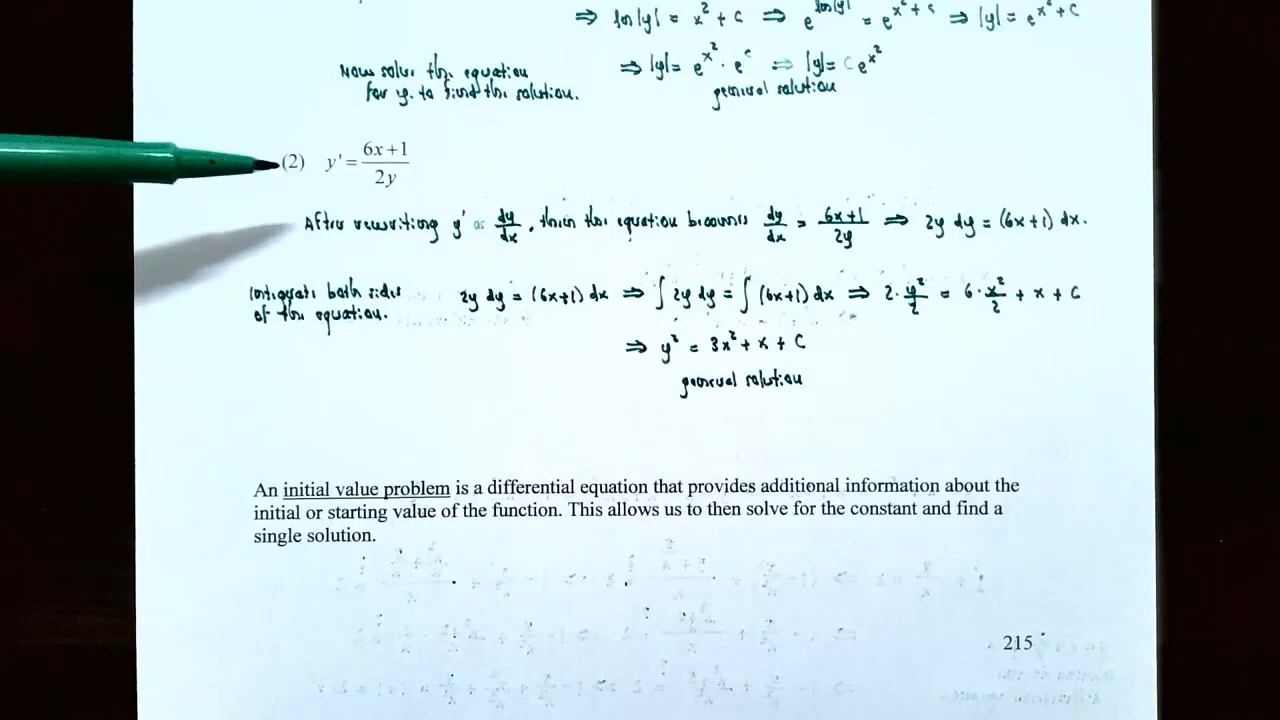 ⇒ ln|y| = x² + c ⇒ e^ln|y| = e^x²+c ⇒ |y| = e^x²+c
Now solve the equation
for y to find the solution.
⇒ |y| = e^x² · e^c ⇒ |y| = C e^x²
general solution
(2) y' = (6x+1)/(2y)
After rewriting y' as dy/dx, then the equation becomes dy/dx = (6x+1)/(2y) ⇒ 2y dy = (6x+1) dx.
Integrate both sides
of the equation.
2y dy = (6x+1) dx ⇒ ∫ 2y dy = ∫ (6x+1) dx ⇒ 2 · y²/2 = 6 · x²/2 + x + C
⇒ y² = 3x² + x + C
general solution
An initial value problem is a differential equation that provides additional information about the
initial or starting value of the function. This allows us to then solve for the constant and find a
single solution.
215